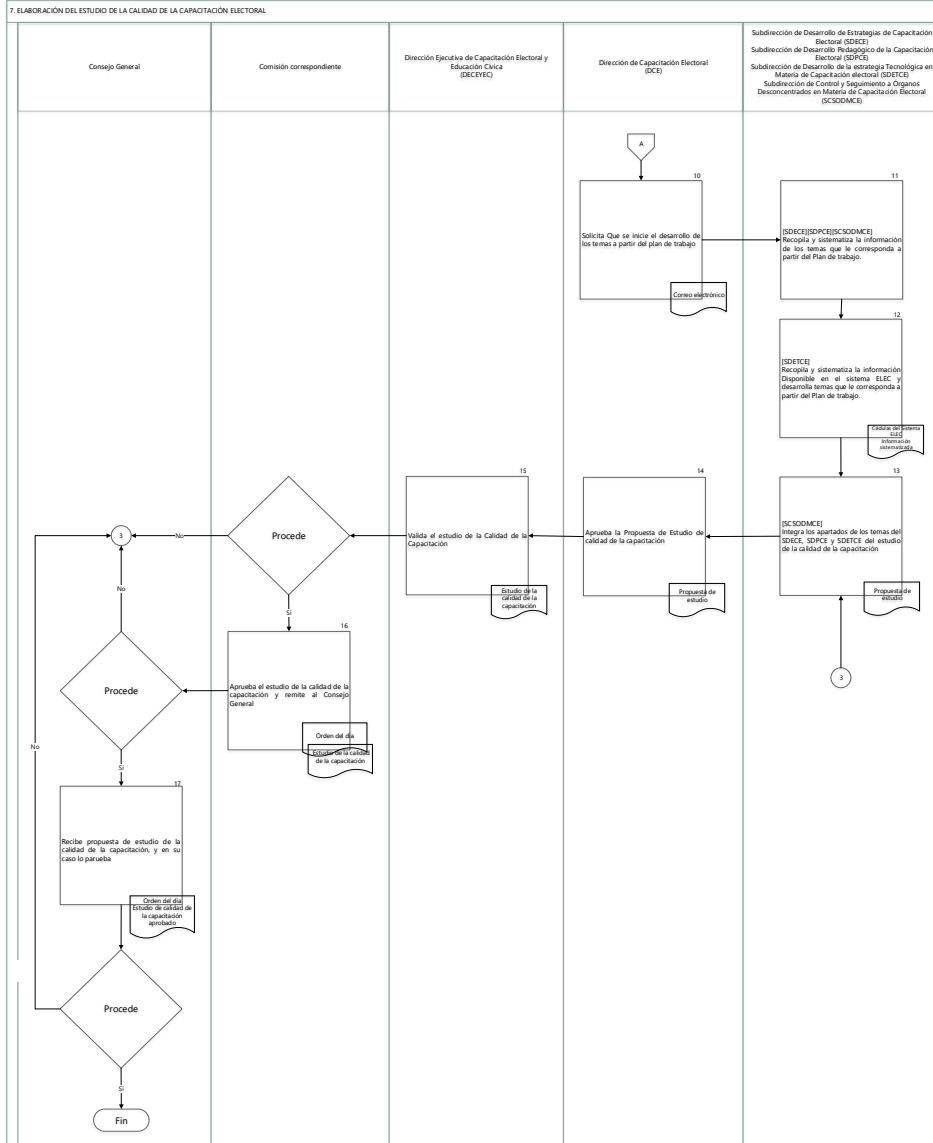 7. ELABORACIÓN DEL ESTUDIO DE LA CALIDAD DE LA CAPACITACIÓN ELECTORAL
Consejo General
Comisión correspondiente
Dirección Ejecutiva de Capacitación Electoral y
Educación Cívica
(DECEYEC)
Dirección de Capacitación Electoral
(DCE)
Subdirección de Desarrollo de Estrategias de Capacitación
Electoral (SDECE)
Subdirección de Desarrollo Pedagógico de la Capacitación
Electoral (SDPCE)
Subdirección de Desarrollo de la estrategia Tecnológica en
Materia de Capacitación electoral (SDETCE)
Subdirección de Control y Seguimiento a Órganos
Desconcentrados en Materia de Capacitación Electoral
(SCSODMCE)
A
10
Solicita Que se inicie el desarrollo de
los temas a partir del plan de trabajo
Correo electrónico
11
[SDECE][SDPCE][SCSODMCE]
Recopila y sistematiza la información
de los temas que le corresponda a
partir del Plan de trabajo.
12
[SDETCE]
Recopila y sistematiza la información
Disponible en el sistema ELEC y
desarrolla temas que le corresponda a
partir del Plan de trabajo.
Cédulas del Sistema
ELEC
Información
sistematizada
13
[SCSODMCE]
Integra los apartados de los temas del
SDECE, SDPCE y SDETCE del estudio
de la calidad de la capacitación
Propuesta de
estudio
3
14
Aprueba la Propuesta de Estudio de
calidad de la capacitación
Propuesta de
estudio
15
Valida el estudio de la Calidad de la
Capacitación
Estudio de la
calidad de la
capacitación
Procede
No
3
Sí
16
Aprueba el estudio de la calidad de la
capacitación y remite al Consejo
General
Orden del día
Estudio de la calidad
de la capacitación
No
Procede
No
Sí
17
Recibe propuesta de estudio de la
calidad de la capacitación, y en su
caso lo parueba
Orden del día
Estudio de calidad de
la capacitación
aprobado
Procede
Sí
Fin